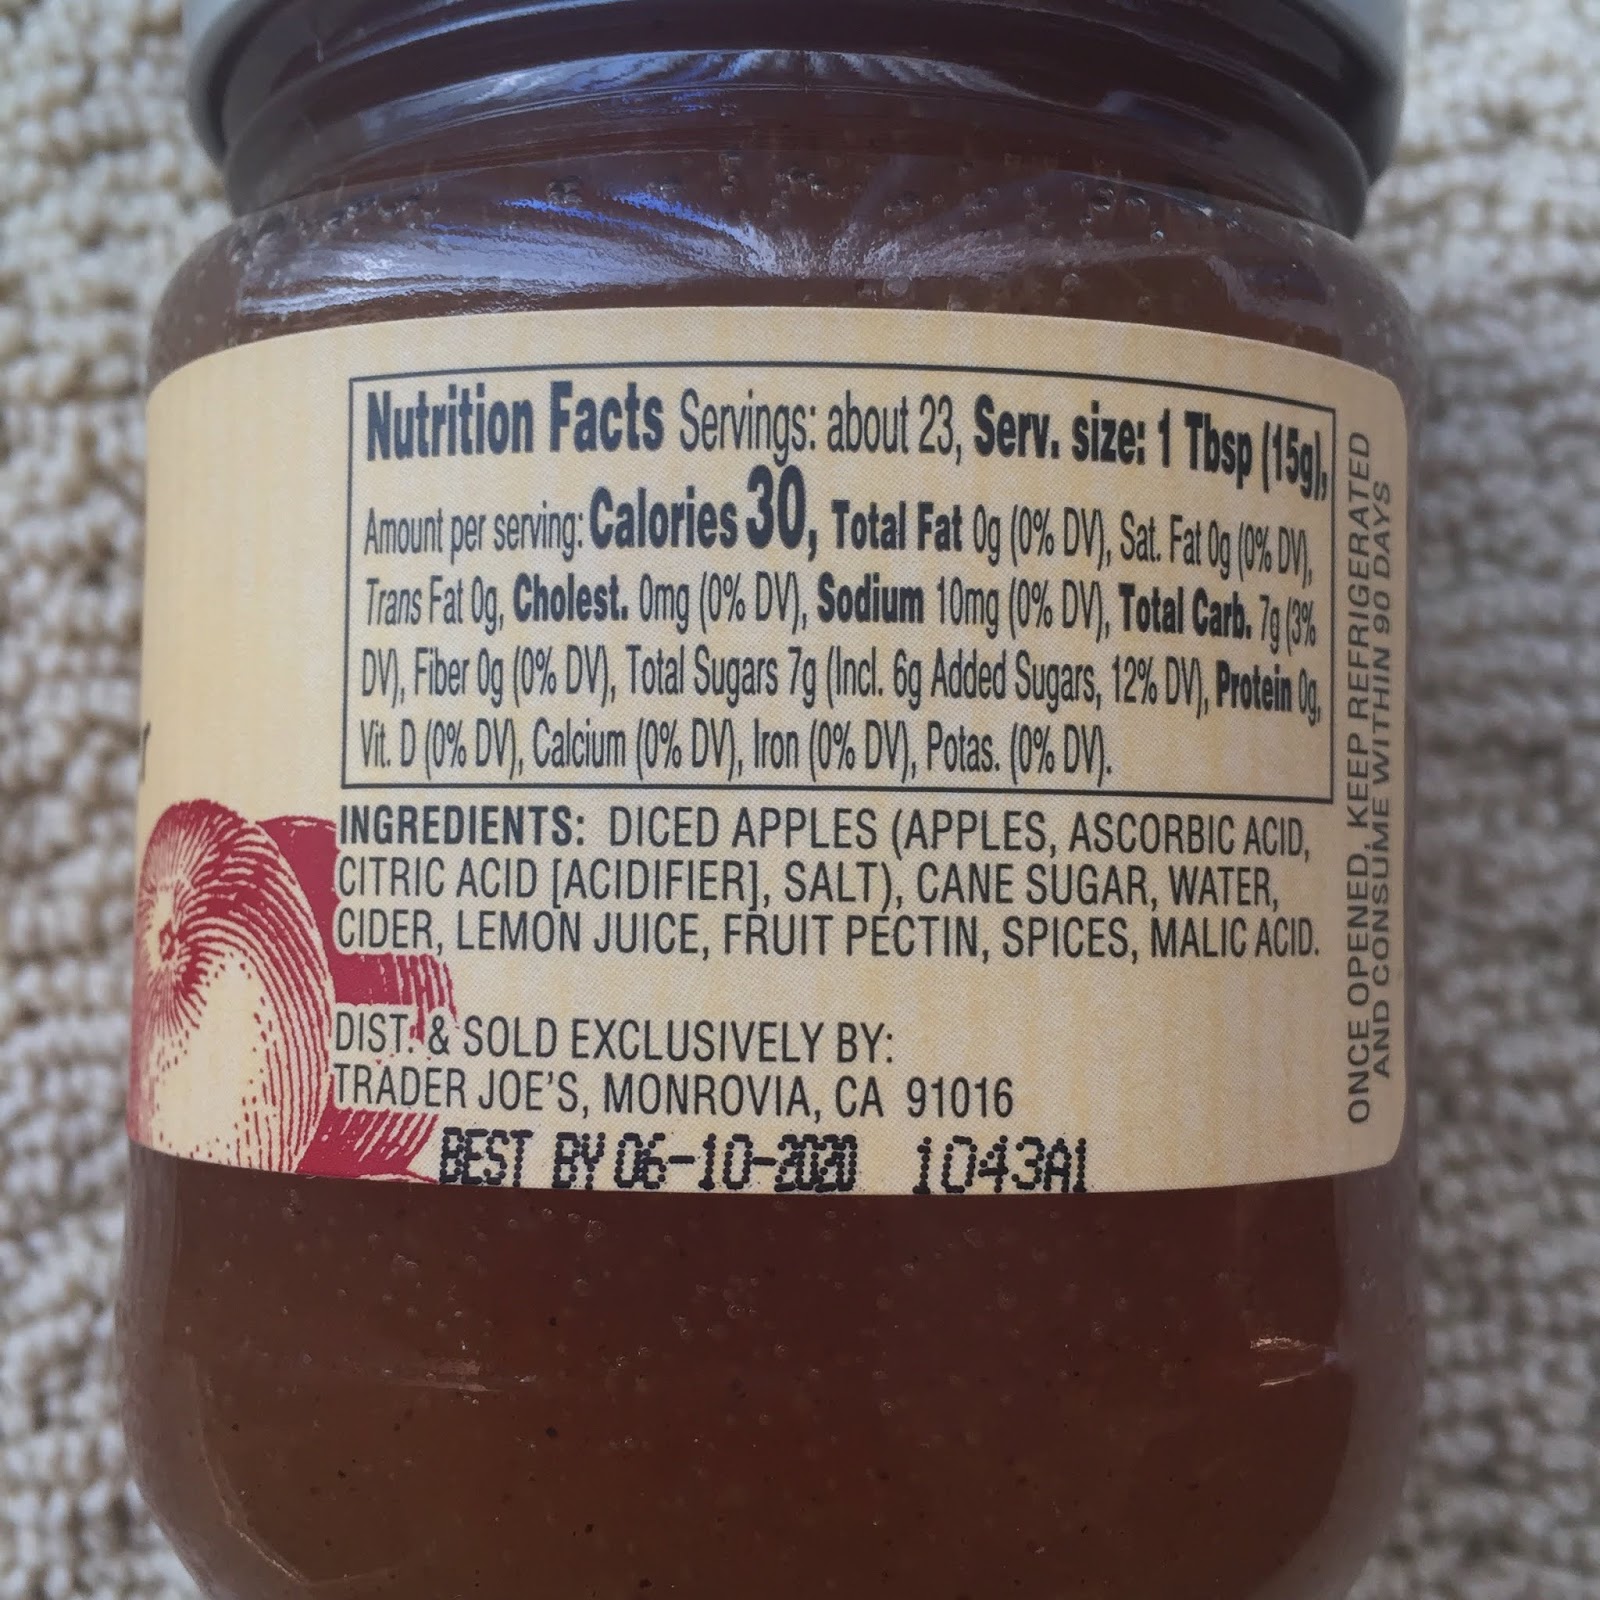 Nutrition Facts Servings: about 23, Serv. size: 1 Tbsp (15g),
Amount per serving: Calories 30, Total Fat 0g (0% DV), Sat. Fat 0g (0% DV),
Trans Fat 0g, Cholest. 0mg (0% DV), Sodium 10mg (0% DV), Total Carb. 7g (3%
DV), Fiber 0g (0% DV), Total Sugars 7g (Incl. 6g Added Sugars, 12% DV), Protein 0g,
Vit. D (0% DV), Calcium (0% DV), Iron (0% DV), Potas. (0% DV).
INGREDIENTS: DICED APPLES (APPLES, ASCORBIC ACID,
CITRIC ACID [ACIDIFIER], SALT), CANE SUGAR, WATER,
CIDER, LEMON JUICE, FRUIT PECTIN, SPICES, MALIC ACID.
DIST. & SOLD EXCLUSIVELY BY:
TRADER JOE'S, MONROVIA, CA 91016
BEST BY 06-10-2020 1043A1
ONCE OPENED, KEEP REFRIGERATED
AND CONSUME WITHIN 90 DAYS